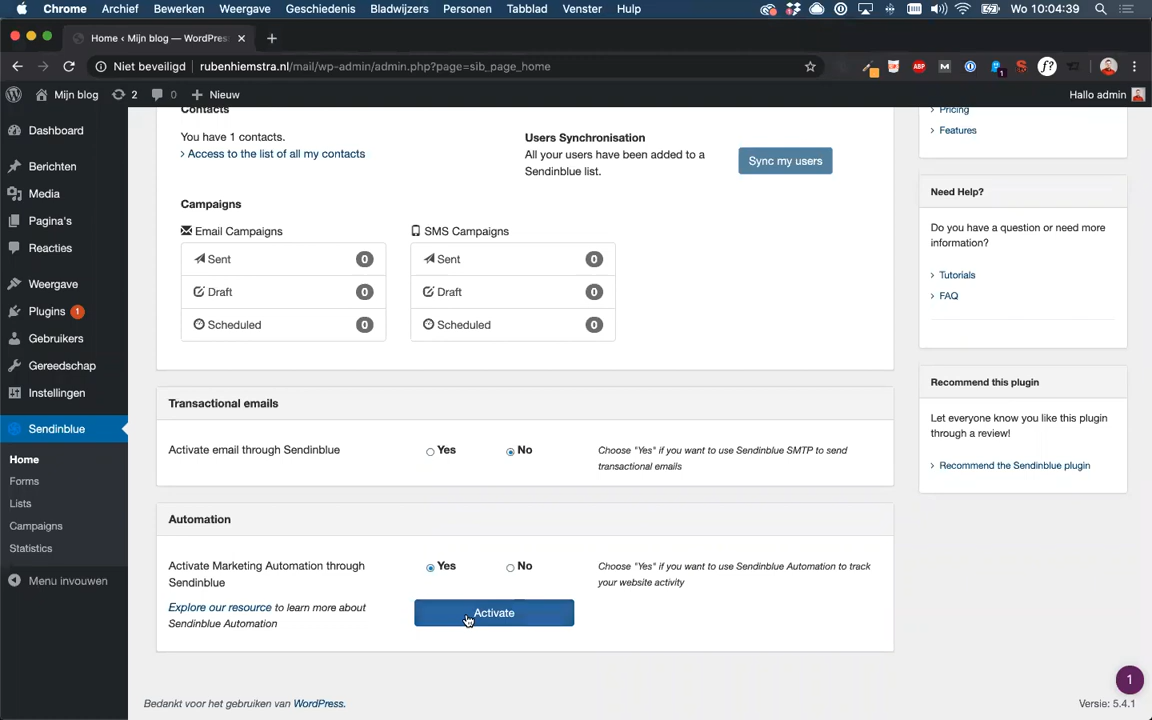 Chrome Archief Bewerken Weergave Geschiedenis Bladwijzers Personen Tabblad Venster Hulp Wo 10:04:39
Home ‹ Mijn blog — WordPres
Niet beveiligd rubenhiemstra.nl/mail/wp-admin/admin.php?page=sib_page_home
ABP M f? 1
Mijn blog 2 0 Nieuw Hallo admin
Dashboard
Berichten
Media
Pagina's
Reacties
Weergave
Plugins 1
Gebruikers
Gereedschap
Instellingen
Sendinblue
Home
Forms
Lists
Campaigns
Statistics
Menu invouwen
Contacts
You have 1 contacts.
› Access to the list of all my contacts
Users Synchronisation
All your users have been added to a
Sendinblue list.
Sync my users
Campaigns
Email Campaigns
Sent 0
Draft 0
Scheduled 0
SMS Campaigns
Sent 0
Draft 0
Scheduled 0
Transactional emails
Activate email through Sendinblue
Yes No
Choose "Yes" if you want to use Sendinblue SMTP to send
transactional emails
Automation
Activate Marketing Automation through
Sendinblue
Yes No
Choose "Yes" if you want to use Sendinblue Automation to track
your website activity
Explore our resource to learn more about
Sendinblue Automation
Activate
› Pricing
› Features
Need Help?
Do you have a question or need more
information?
› Tutorials
› FAQ
Recommend this plugin
Let everyone know you like this plugin
through a review!
› Recommend the Sendinblue plugin
1
Bedankt voor het gebruiken van WordPress.
Versie: 5.4.1